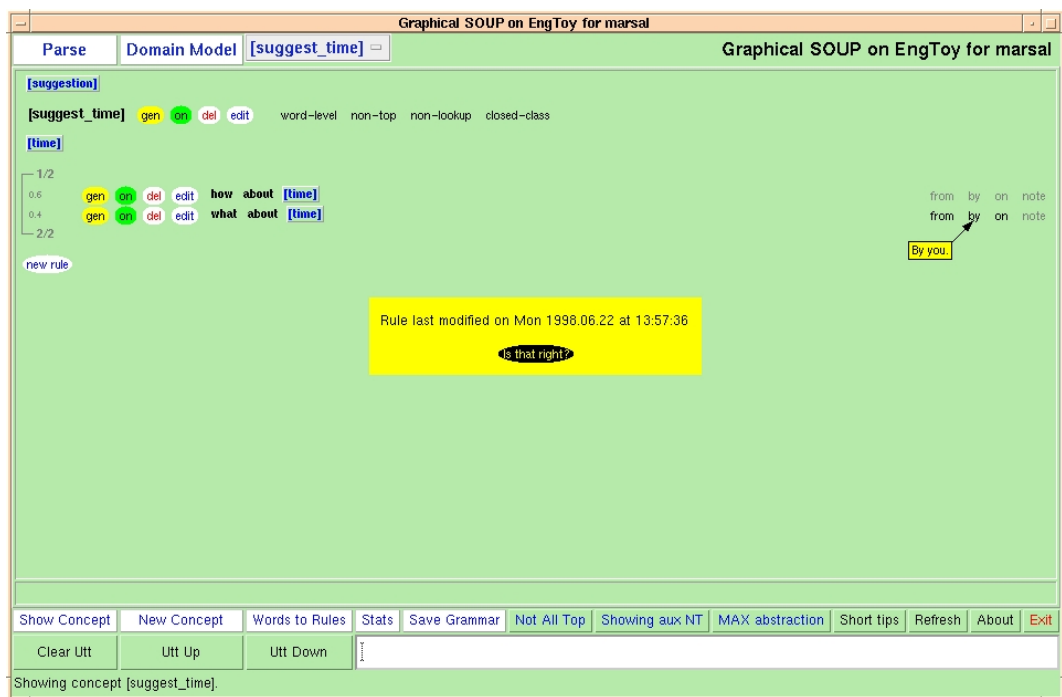 Graphical SOUP on EngToy for marsal
Parse Domain Model [suggest_time] Graphical SOUP on EngToy for marsal
[suggestion]
[suggest_time] gen on del edit word-level non-top non-lookup closed-class
[time]
1/2
0.6 gen on del edit how about [time] from by on note
0.4 gen on del edit what about [time] from by on note
2/2
By you.
new rule
Rule last modified on Mon 1998.06.22 at 13:57:36
Is that right?
Show Concept New Concept Words to Rules Stats Save Grammar Not All Top Showing aux NT MAX abstraction Short tips Refresh About Exit
Clear Utt Utt Up Utt Down
Showing concept [suggest_time].